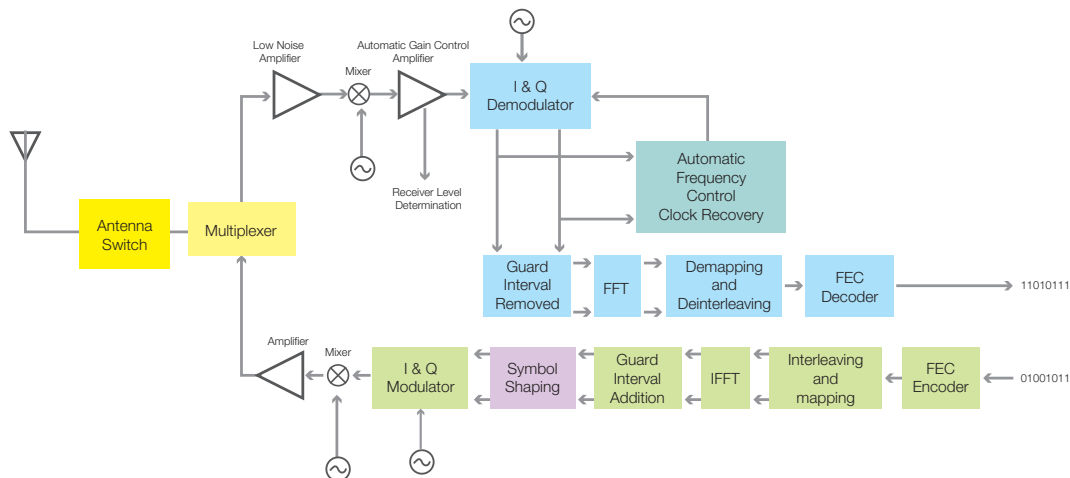 Low Noise
Amplifier
Mixer
Automatic Gain Control
Amplifier
I & Q
Demodulator
Receiver Level
Determination
Automatic
Frequency
Control
Clock Recovery
Antenna
Switch
Multiplexer
Guard
Interval
Removed
FFT
Demapping
and
Deinterleaving
FEC
Decoder
11010111
Amplifier
Mixer
I & Q
Modulator
Symbol
Shaping
Guard
Interval
Addition
IFFT
Interleaving
and
mapping
FEC
Encoder
01001011